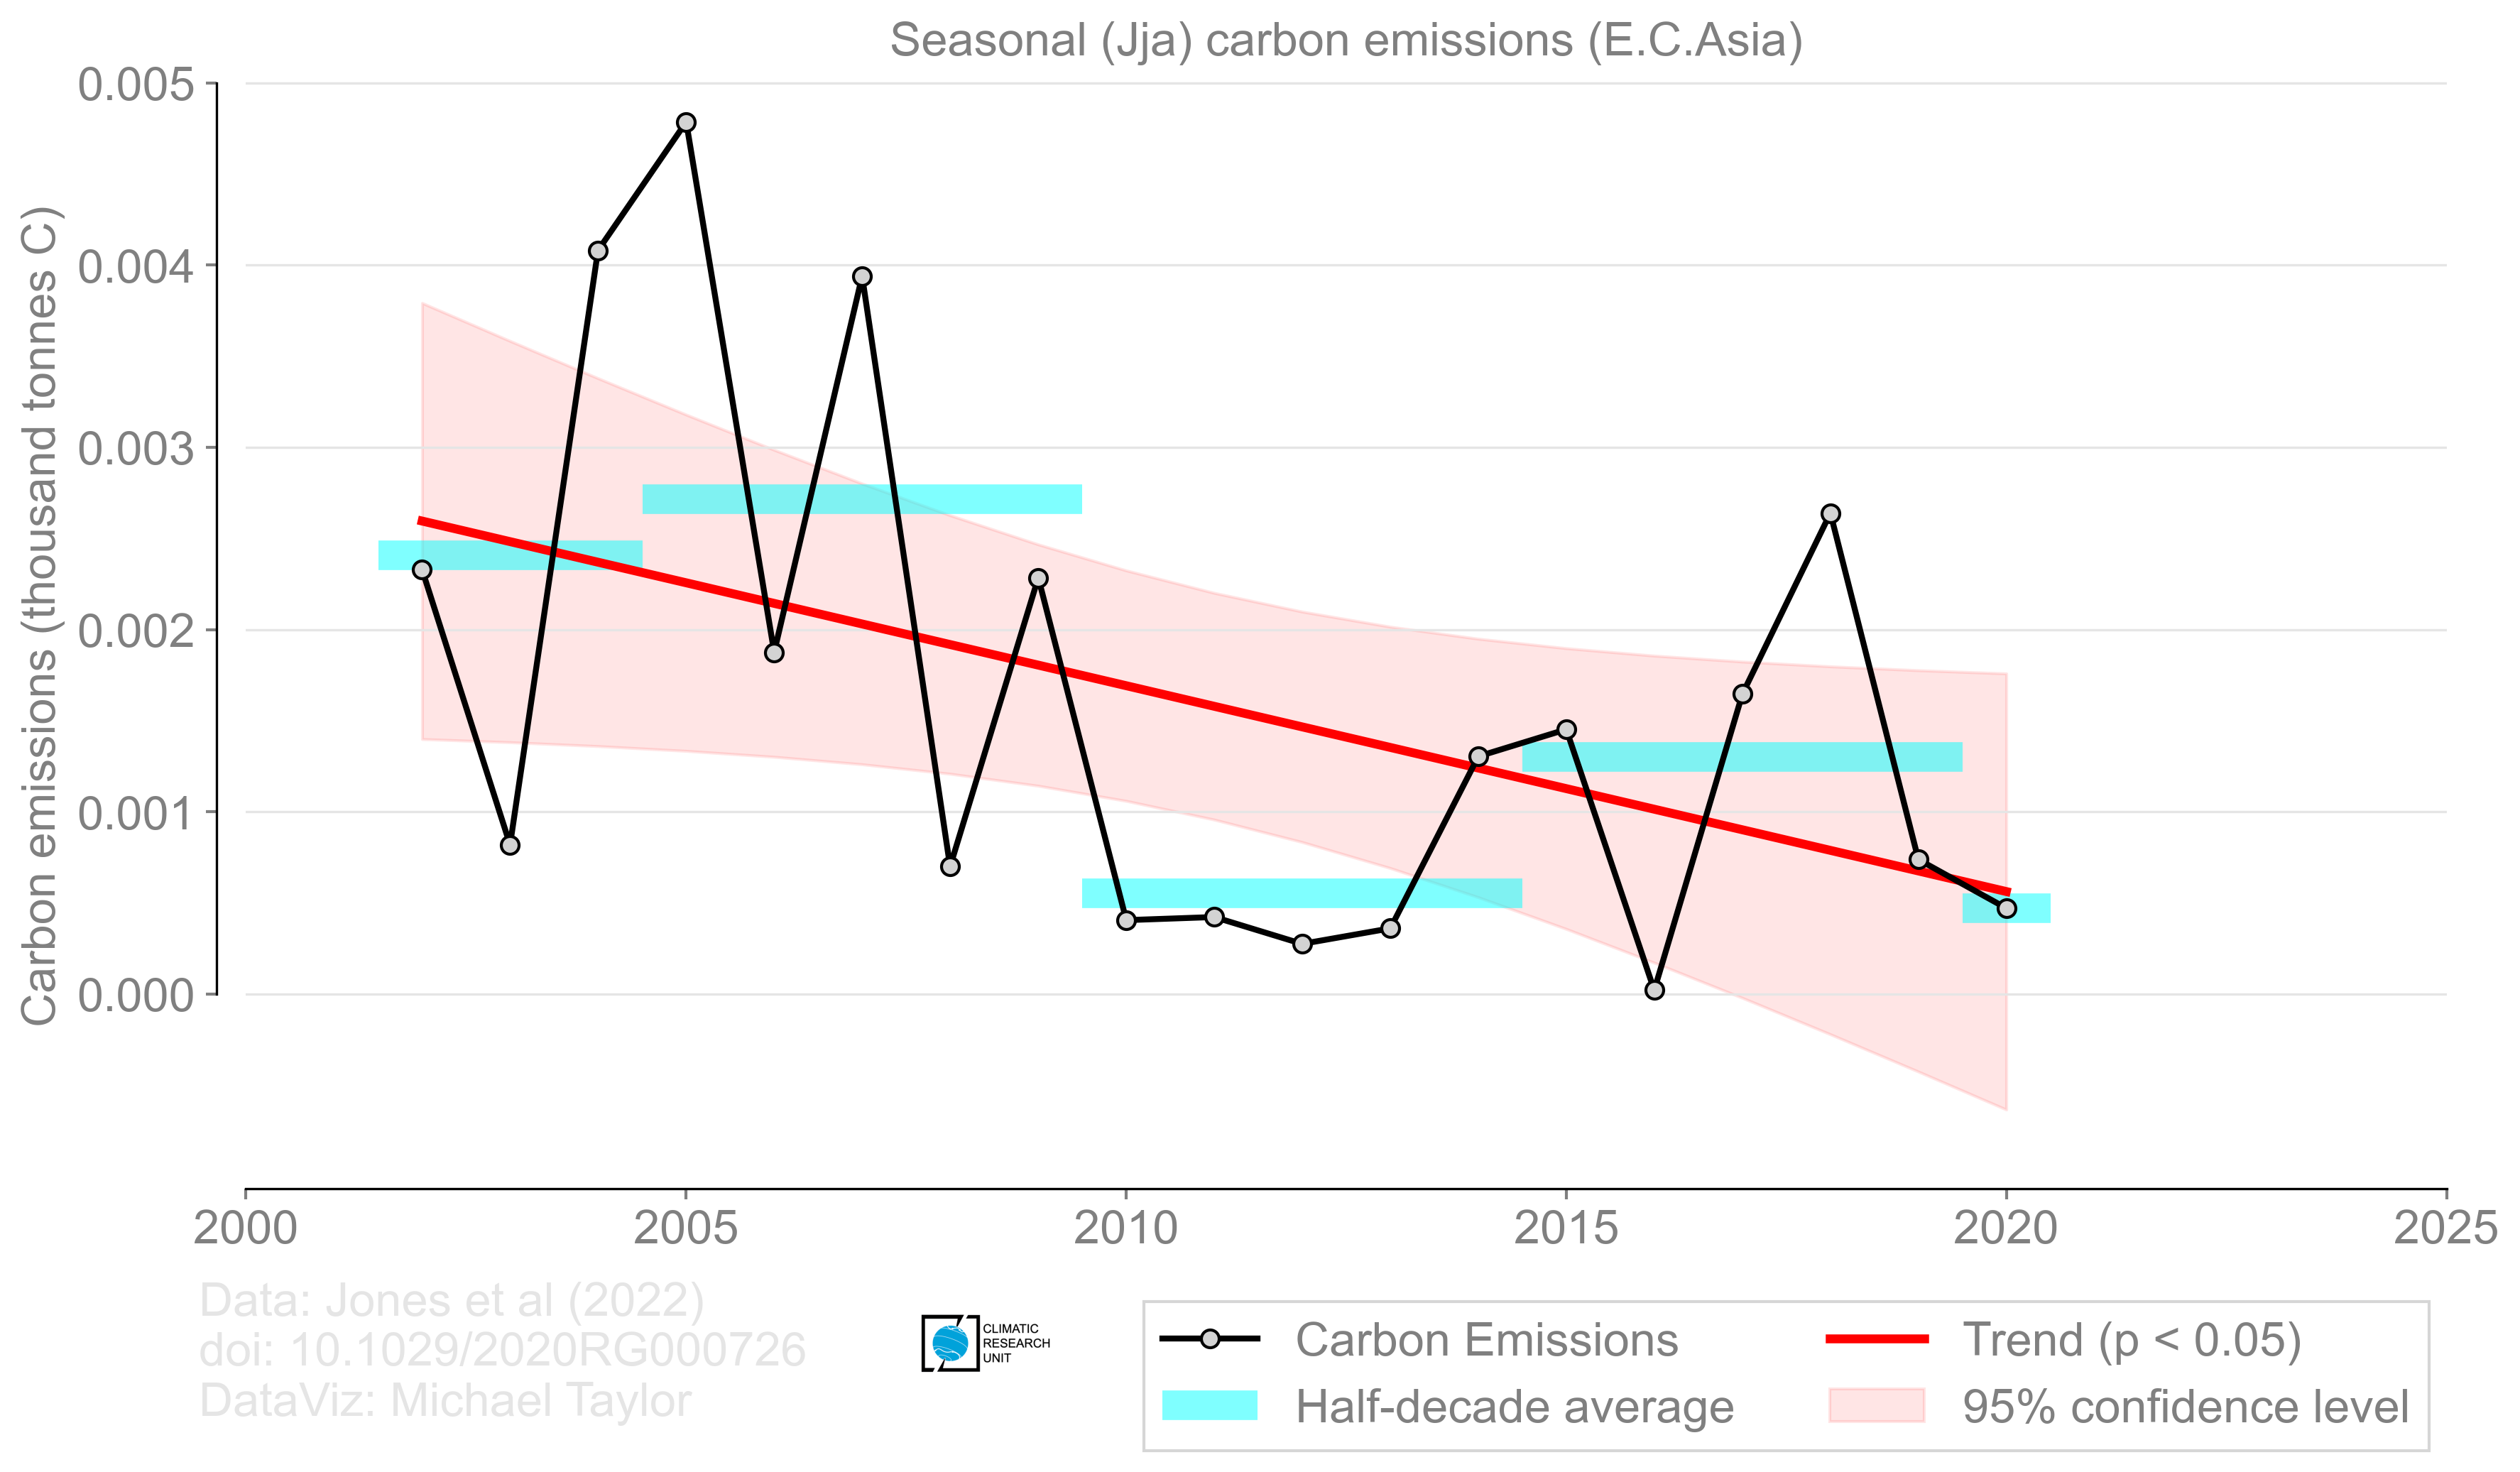 Seasonal (Jja) carbon emissions (E.C.Asia)
Carbon emissions (thousand tonnes C)
0.005
0.004
0.003
0.002
0.001
0.000
2000 2005 2010 2015 2020 2025
Data: Jones et al (2022)
doi: 10.1029/2020RG000726
DataViz: Michael Taylor
CLIMATIC
RESEARCH
UNIT
Carbon Emissions
Half-decade average
Trend (p < 0.05)
95% confidence level